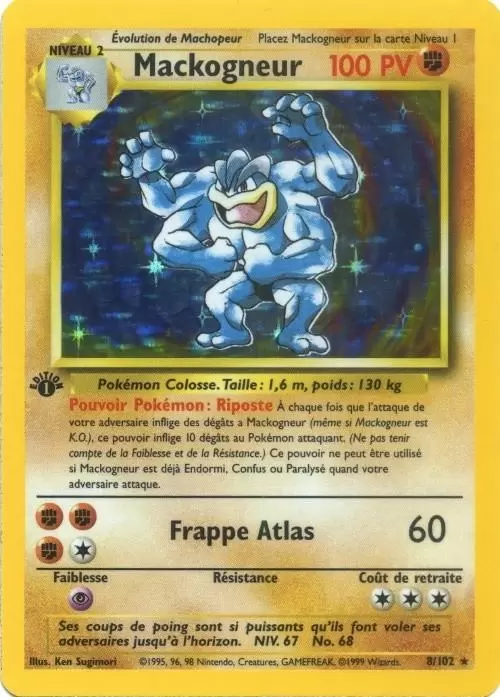 Évolution de Machopeur Placez Mackogneur sur la carte Niveau 1
NIVEAU 2
Mackogneur 100 PV
EDITION
1
Pokémon Colosse. Taille: 1,6 m, poids: 130 kg
Pouvoir Pokémon: Riposte À chaque fois que l'attaque de
votre adversaire inflige des dégâts a Mackogneur (même si Mackogneur est
K.O.), ce pouvoir inflige 10 dégâts au Pokémon attaquant. (Ne pas tenir
compte de la Faiblesse et de la Résistance.) Ce pouvoir ne peut être utilisé
si Mackogneur est déjà Endormi, Confus ou Paralysé quand votre
adversaire attaque.
Frappe Atlas 60
Faiblesse Résistance Coût de retraite
Ses coups de poing sont si puissants qu'ils font voler ses
adversaires jusqu'à l'horizon. NIV. 67 No. 68
Illus. Ken Sugimori ©1995, 96, 98 Nintendo, Creatures, GAMEFREAK. ©1999 Wizards. 8/102 ★